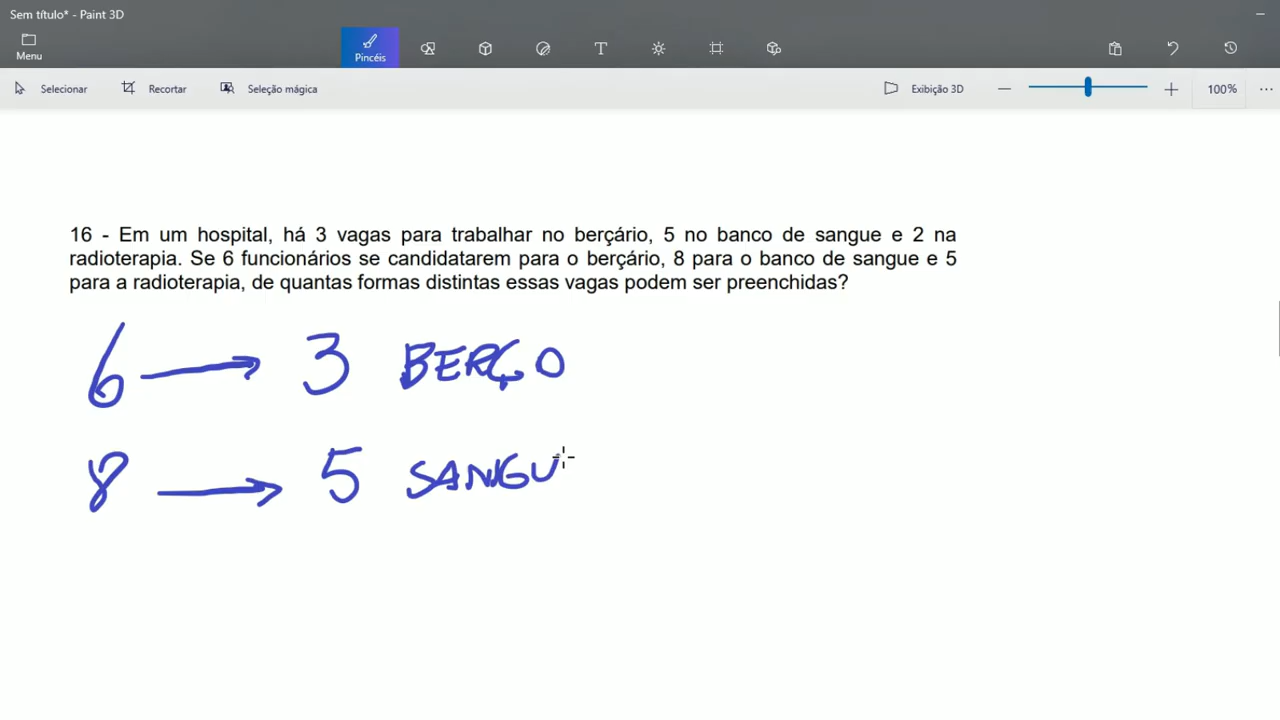 Sem título* - Paint 3D
Menu
Pincéis
Selecionar
Recortar
Seleção mágica
Exibição 3D
100%
16 - Em um hospital, há 3 vagas para trabalhar no berçário, 5 no banco de sangue e 2 na
radioterapia. Se 6 funcionários se candidatarem para o berçário, 8 para o banco de sangue e 5
para a radioterapia, de quantas formas distintas essas vagas podem ser preenchidas?
6 → 3 BERÇO
8 → 5 SANGU